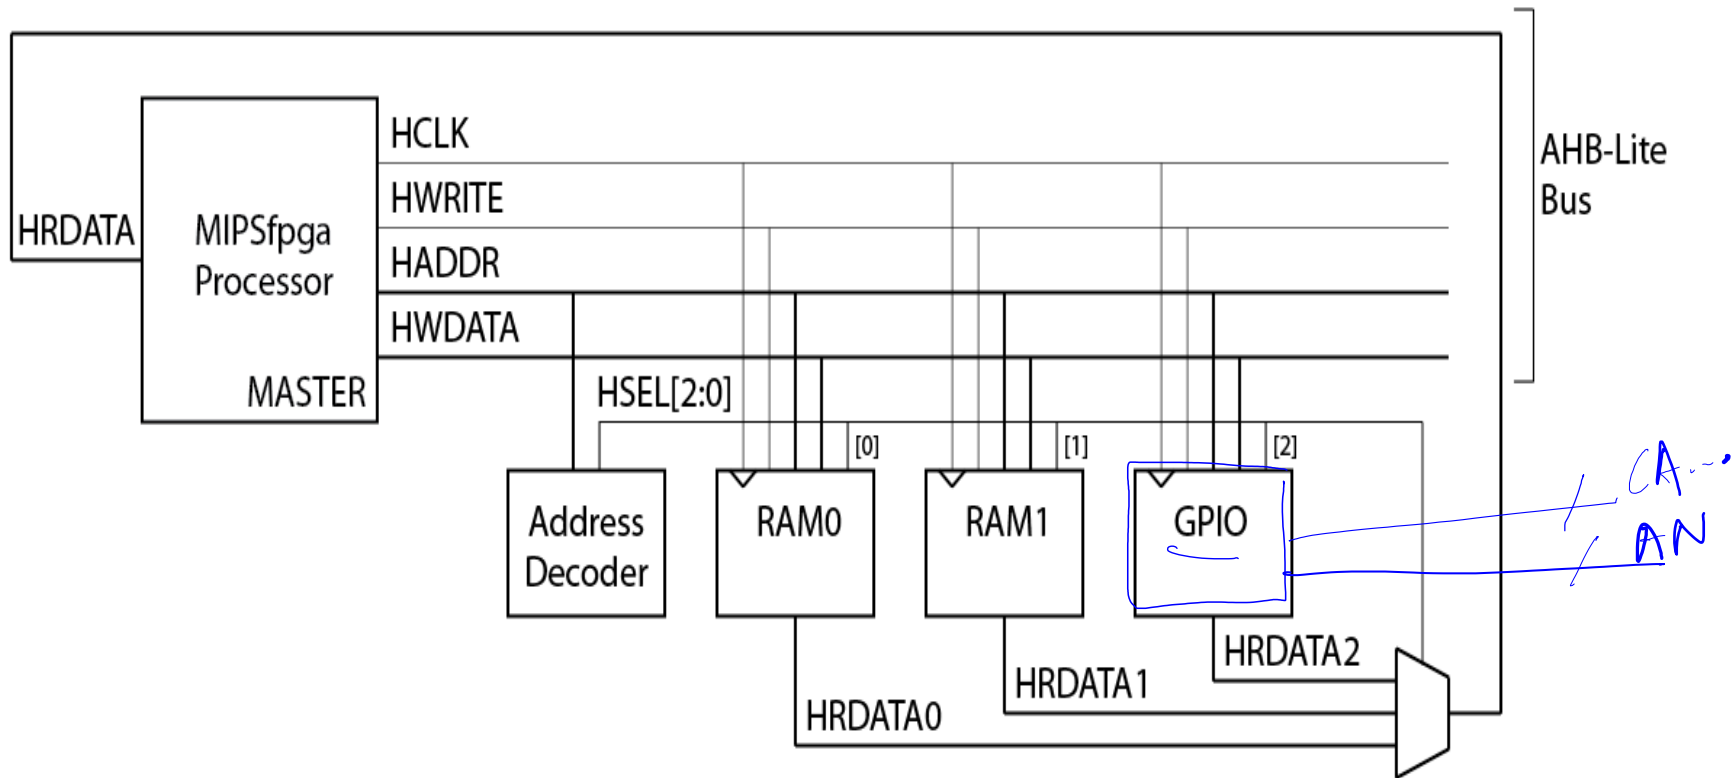 HCLK
HWRITE
HADDR
HWDATA
HRDATA
MIPSfpga
Processor
MASTER
AHB-Lite
Bus
HSEL[2:0]
[0]
[1]
[2]
Address
Decoder
RAM0
RAM1
GPIO
CA...
AN
HRDATA2
HRDATA1
HRDATA0